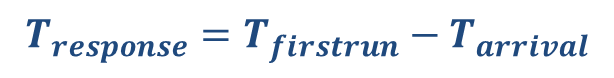 T_response = T_firstrun − T_arrival